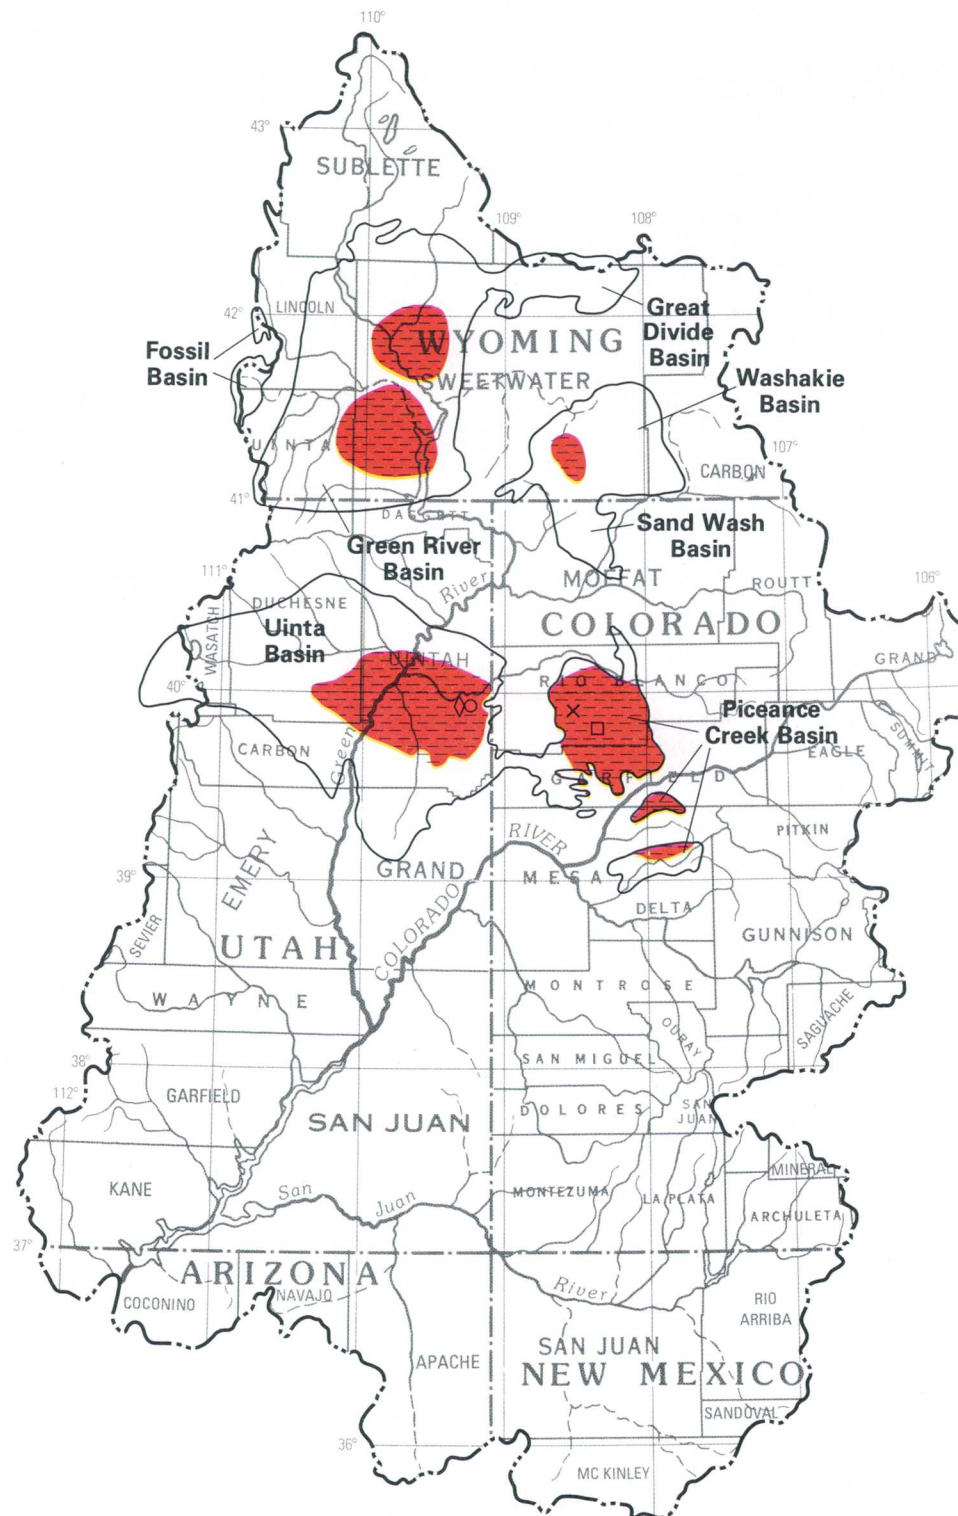 110°
43°
SUBLETTE
109°
108°
LINCOLN
42°
Great
Divide
Basin
WYOMING
Fossil
Basin
SWEETWATER
Washakie
Basin
UINTA
107°
CARBON
41°
DAGGETT
Sand Wash
Basin
Green River
Basin
River
MOFFAT
ROUTT
111°
106°
DUCHESNE
COLORADO
WASATCH
Uinta
Basin
UINTAH
GRAND
40°
RIO BLANCO
Piceance
Creek Basin
SUMMIT
CARBON
Green
EAGLE
GARFIELD
RIVER
PITKIN
GRAND
MESA
39°
EMERY
COLORADO
DELTA
SEVIER
UTAH
GUNNISON
WAYNE
MONTROSE
SAGUACHE
OURAY
38°
SAN MIGUEL
112°
GARFIELD
SAN JUAN
DOLORES
SAN
JUAN
MINERAL
KANE
San
Juan
MONTEZUMA
LA PLATA
ARCHULETA
37°
ARIZONA
River
COCONINO
NAVAJO
RIO
ARRIBA
SAN JUAN
APACHE
NEW MEXICO
SANDOVAL
36°
MC KINLEY